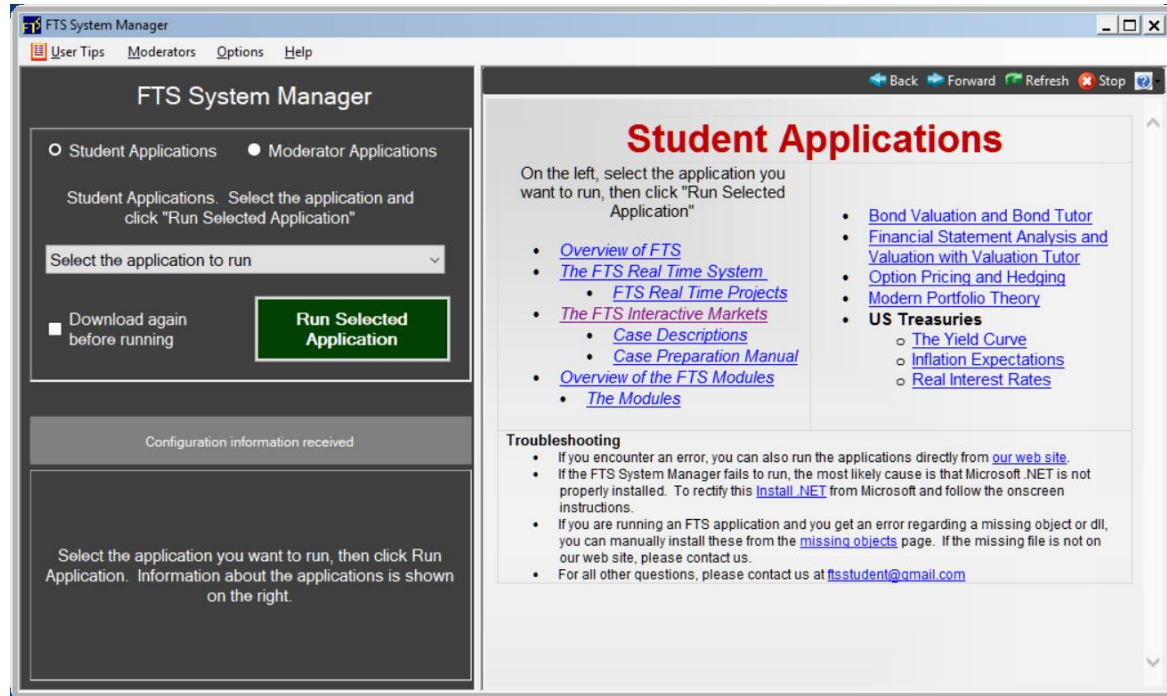 FTS System Manager
User Tips Moderators Options Help
FTS System Manager
Student Applications Moderator Applications
Student Applications. Select the application and
click "Run Selected Application"
Select the application to run
Download again
before running
Run Selected
Application
Configuration information received
Select the application you want to run, then click Run
Application. Information about the applications is shown
on the right.
Back Forward Refresh Stop
Student Applications
On the left, select the application you
want to run, then click "Run Selected
Application"
Overview of FTS
The FTS Real Time System
FTS Real Time Projects
The FTS Interactive Markets
Case Descriptions
Case Preparation Manual
Overview of the FTS Modules
The Modules
Bond Valuation and Bond Tutor
Financial Statement Analysis and
Valuation with Valuation Tutor
Option Pricing and Hedging
Modern Portfolio Theory
US Treasuries
The Yield Curve
Inflation Expectations
Real Interest Rates
Troubleshooting
If you encounter an error, you can also run the applications directly from our web site.
If the FTS System Manager fails to run, the most likely cause is that Microsoft .NET is not
properly installed. To rectify this Install .NET from Microsoft and follow the onscreen
instructions.
If you are running an FTS application and you get an error regarding a missing object or dll,
you can manually install these from the missing objects page. If the missing file is not on
our web site, please contact us.
For all other questions, please contact us at ftsstudent@gmail.com